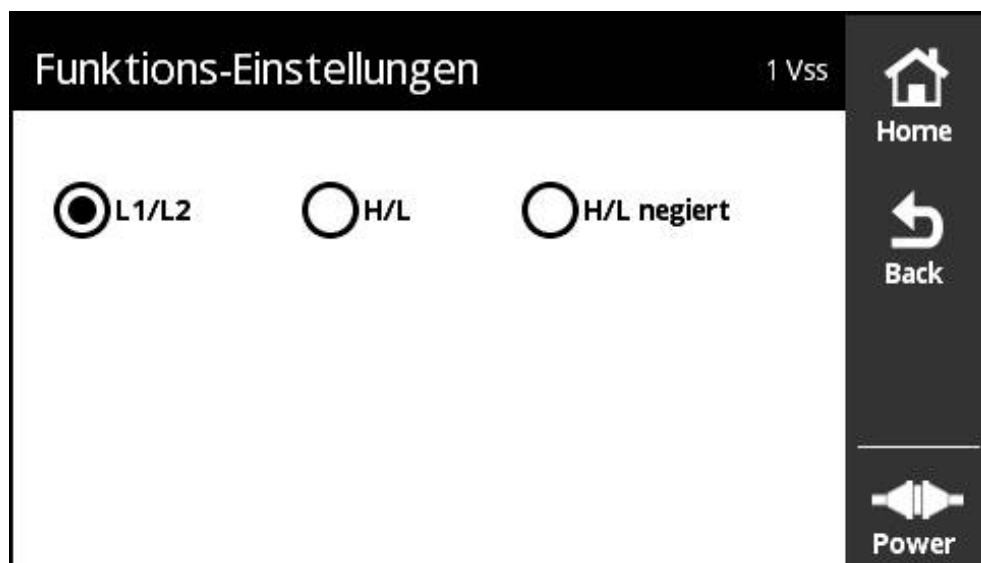 Funktions-Einstellungen
1 Vss
Home
L1/L2
H/L
H/L negiert
Back
Power